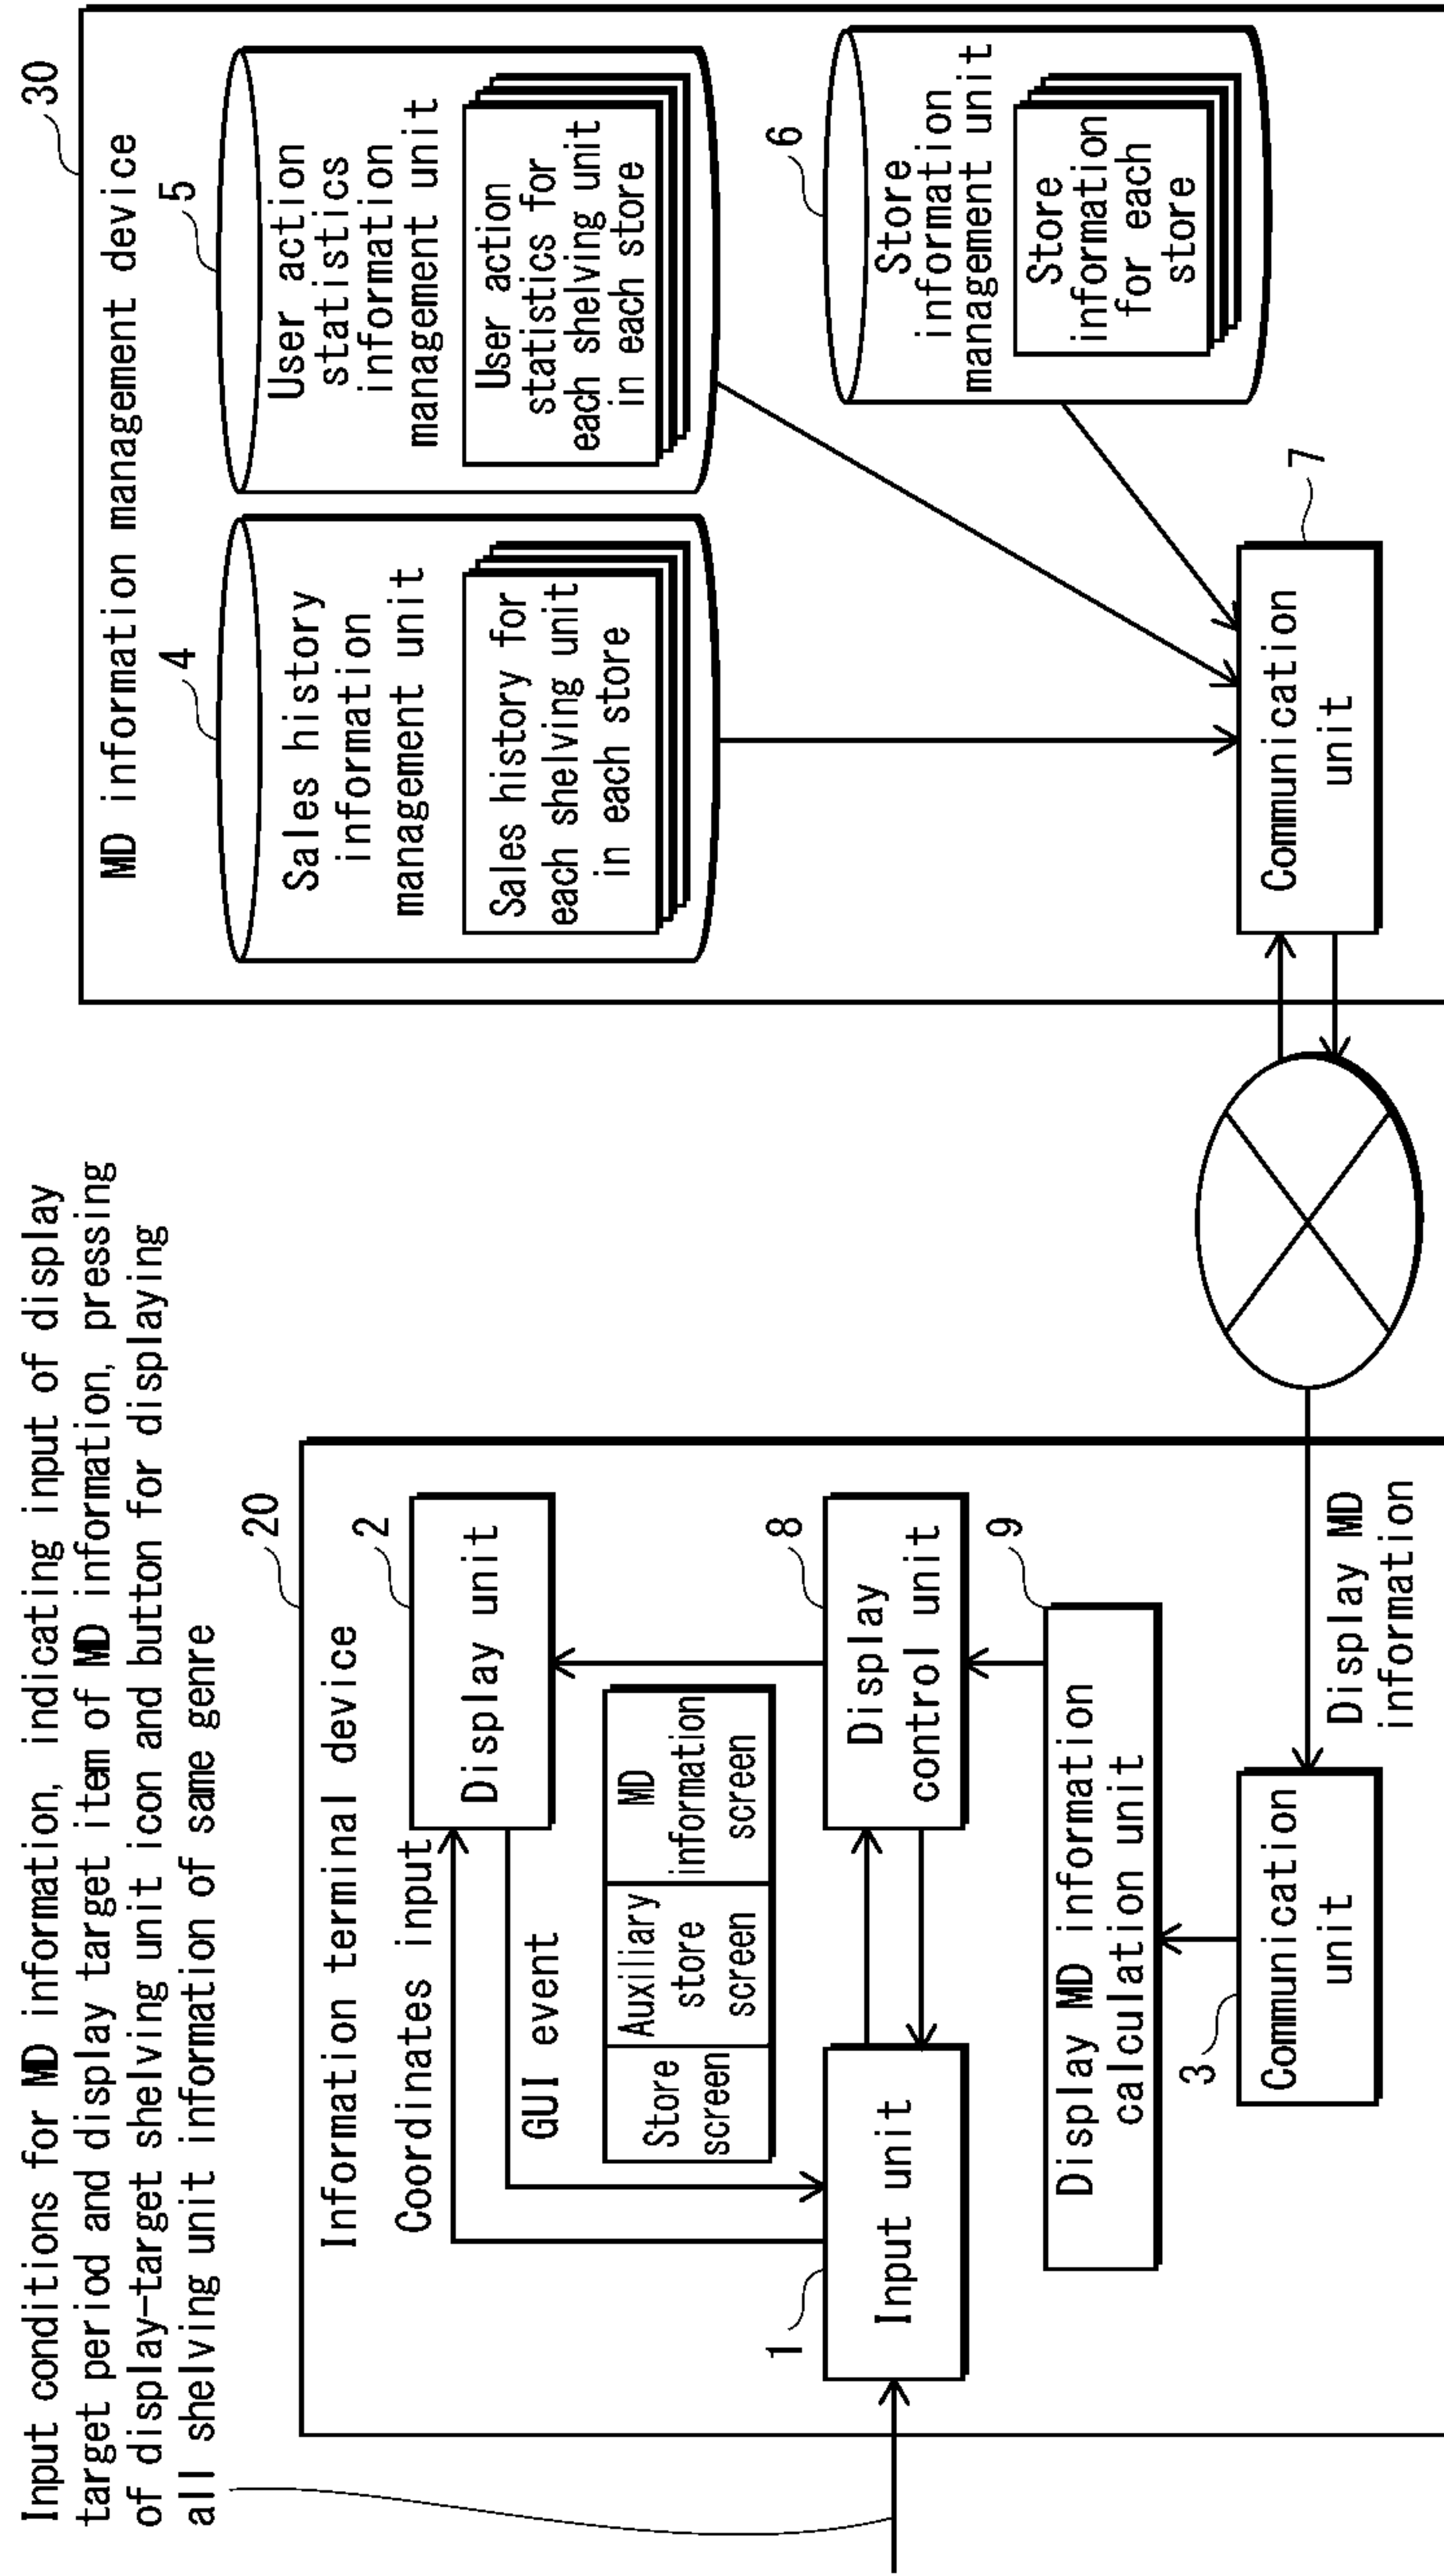 Input conditions for MD information, indicating input of display
target period and display target item of MD information, pressing
of display-target shelving unit icon and button for displaying
all shelving unit information of same genre
20
Information terminal device
Coordinates input
GUI event
2
Display unit
Store
screen
Auxiliary
store
screen
MD
information
screen
1
Input unit
8
Display
control unit
9
Display MD information
calculation unit
3
Communication
unit
Display MD
information
30
MD information management device
4
Sales history
information
management unit
Sales history for
each shelving unit
in each store
5
User action
statistics
information
management unit
User action
statistics for
each shelving unit
in each store
6
Store
information
management unit
Store
information
for each
store
7
Communication
unit